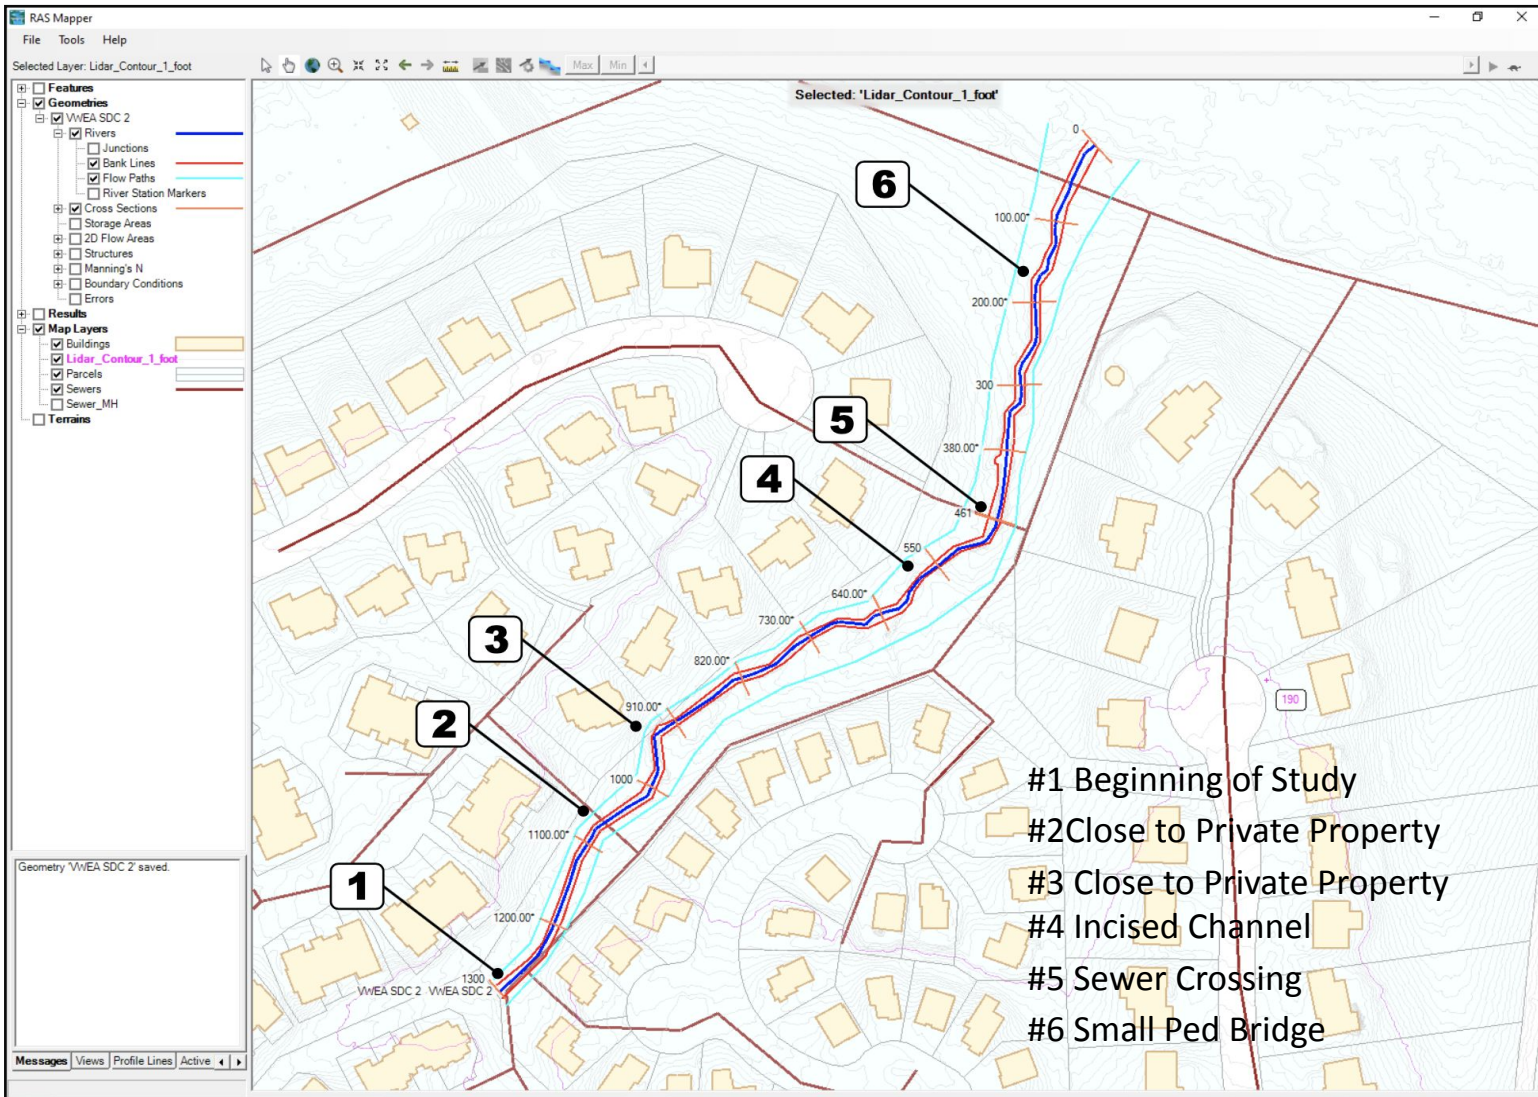 RAS Mapper
File Tools Help
Selected Layer: Lidar_Contour_1_foot
Max Min
Features
Geometries
VWEA SDC 2
Rivers
Junctions
Bank Lines
Flow Paths
River Station Markers
Cross Sections
Storage Areas
2D Flow Areas
Structures
Manning's N
Boundary Conditions
Errors
Results
Map Layers
Buildings
Lidar_Contour_1_foot
Parcels
Sewers
Sewer_MH
Terrains
Geometry 'VWEA SDC 2' saved.
Messages Views Profile Lines Active
Selected: 'Lidar_Contour_1_foot'
0
6
100.00*
200.00*
300
5
380.00*
4
461
550
640.00*
3
730.00*
820.00*
190
2
910.00*
1000
1100.00*
1
1200.00*
1300
VWEA SDC 2 VWEA SDC 2
#1 Beginning of Study
#2Close to Private Property
#3 Close to Private Property
#4 Incised Channel
#5 Sewer Crossing
#6 Small Ped Bridge